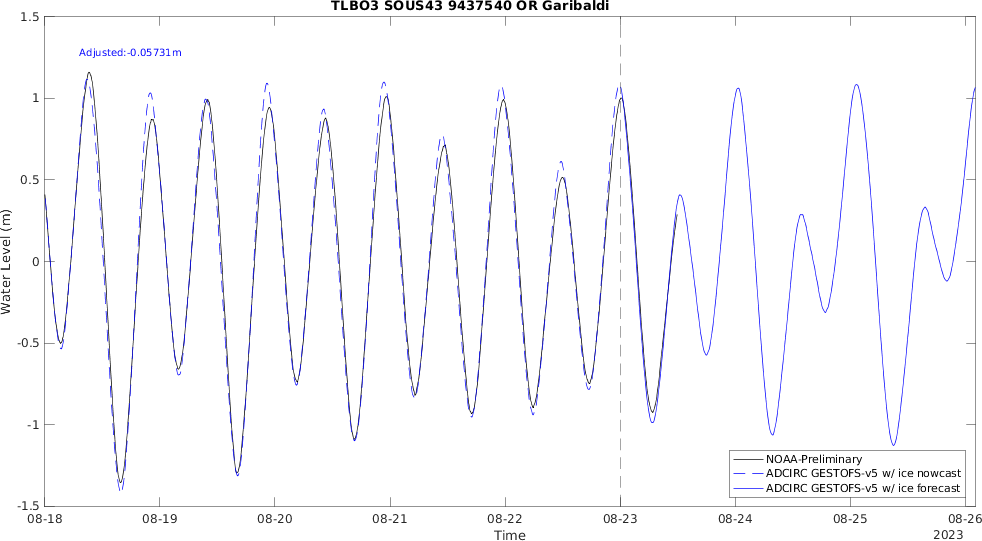 TLBO3 SOUS43 9437540 OR Garibaldi
Adjusted:-0.05731m
Water Level (m)
1.5
1
0.5
0
-0.5
-1
-1.5
NOAA-Preliminary
ADCIRC GESTOFS-v5 w/ ice nowcast
ADCIRC GESTOFS-v5 w/ ice forecast
08-18 08-19 08-20 08-21 08-22 08-23 08-24 08-25 08-26
Time
2023